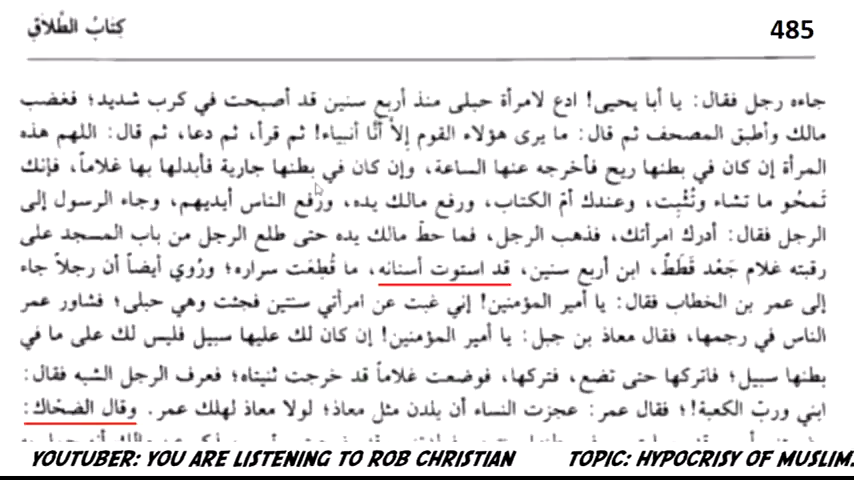 كِتَابُ الطَّلَاقِ
485
جاءه رجل فقال: يا أبا يحيى! ادع لامرأة حبلى منذ أربع سنين قد أصبحت في كرب شديد؛ فغضب
مالك وأطبق المصحف ثم قال: ما يرى هؤلاء القوم إلاَّ أنَّا أنبياء! ثم قرأ، ثم دعا، ثم قال: اللهم هذه
المرأة إن كان في بطنها ريح فأخرجه عنها الساعة، وإن كان في بطنها جارية فأبدلها بها غلاماً، فإنك
تَمحُو ما تشاء وتُثْبِت، وعندك أمّ الكتاب، ورفع مالك يده، ورفع الناس أيديهم، وجاء الرسول إلى
الرجل فقال: أدرك امرأتك، فذهب الرجل، فما حطّ مالك يده حتى طلع الرجل من باب المسجد على
رقبته غلام جَعْد قَطَطٌ، ابن أربع سنين، قد استوت أسنانه، ما قُطِعَت سراره؛ ورُوي أيضاً أن رجلاً جاء
إلى عمر بن الخطاب فقال: يا أمير المؤمنين! إني غبت عن امرأتي سنتين فجئت وهي حبلى؛ فشاور عمر
الناس في رجمها، فقال معاذ بن جبل: يا أمير المؤمنين! إن كان لك عليها سبيل فليس لك على ما في
بطنها سبيل؛ فاتركها حتى تضع، فتركها، فوضعت غلاماً قد خرجت ثنيتاه؛ فعرف الرجل الشبه فقال:
ابني وربّ الكعبة!؛ فقال عمر: عجزت النساء أن يلدن مثل معاذ؛ لولا معاذ لهلك عمر. وقال الضحّاك:
YOUTUBER: YOU ARE LISTENING TO ROB CHRISTIAN
TOPIC: HYPOCRISY OF MUSLIM.